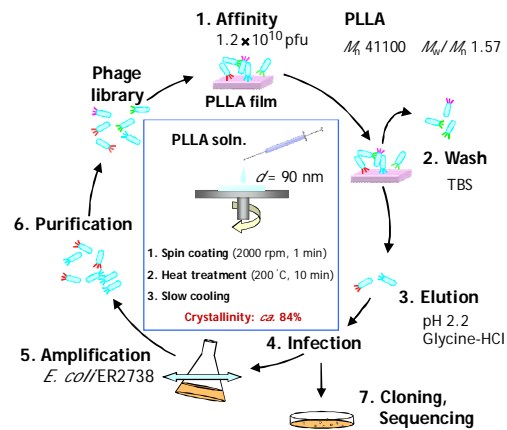 1. Affinity
1.2×10^10 pfu
PLLA
Mn 41100 Mw/Mn 1.57
Phage
library
PLLA film
PLLA soln.
d = 90 nm
2. Wash
TBS
6. Purification
1. Spin coating (2000 rpm, 1 min)
2. Heat treatment (200°C, 10 min)
3. Slow cooling
Crystallinity: ca. 84%
3. Elution
pH 2.2
Glycine-HCl
4. Infection
5. Amplification
E. coli ER2738
7. Cloning,
Sequencing